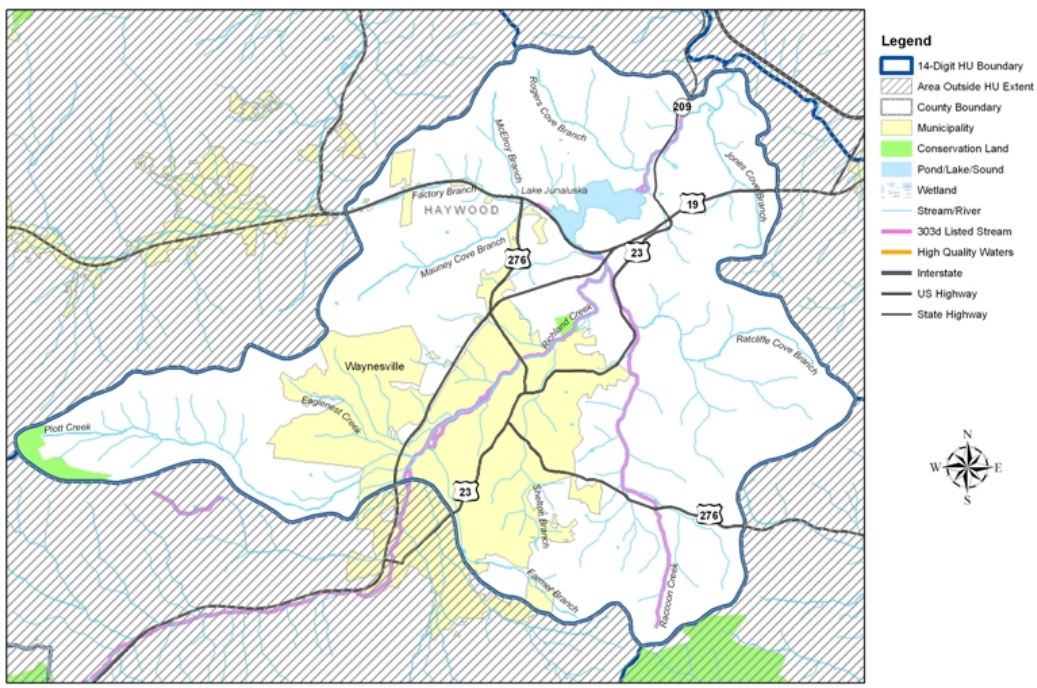 Legend
14-Digit HU Boundary
Area Outside HU Extent
County Boundary
Municipality
Conservation Land
Pond/Lake/Sound
Wetland
Stream/River
303d Listed Stream
High Quality Waters
Interstate
US Highway
State Highway
209
Rogers Cove Branch
McElroy Branch
Jones Cove Branch
Factory Branch
Lake Junaluska
19
HAYWOOD
Mauney Cove Branch
276
23
Richland Creek
Ratcliffe Cove Branch
Waynesville
Eaglenest Creek
Plott Creek
23
Shelton Branch
276
Farmer Branch
Raccoon Creek
N
W
E
S